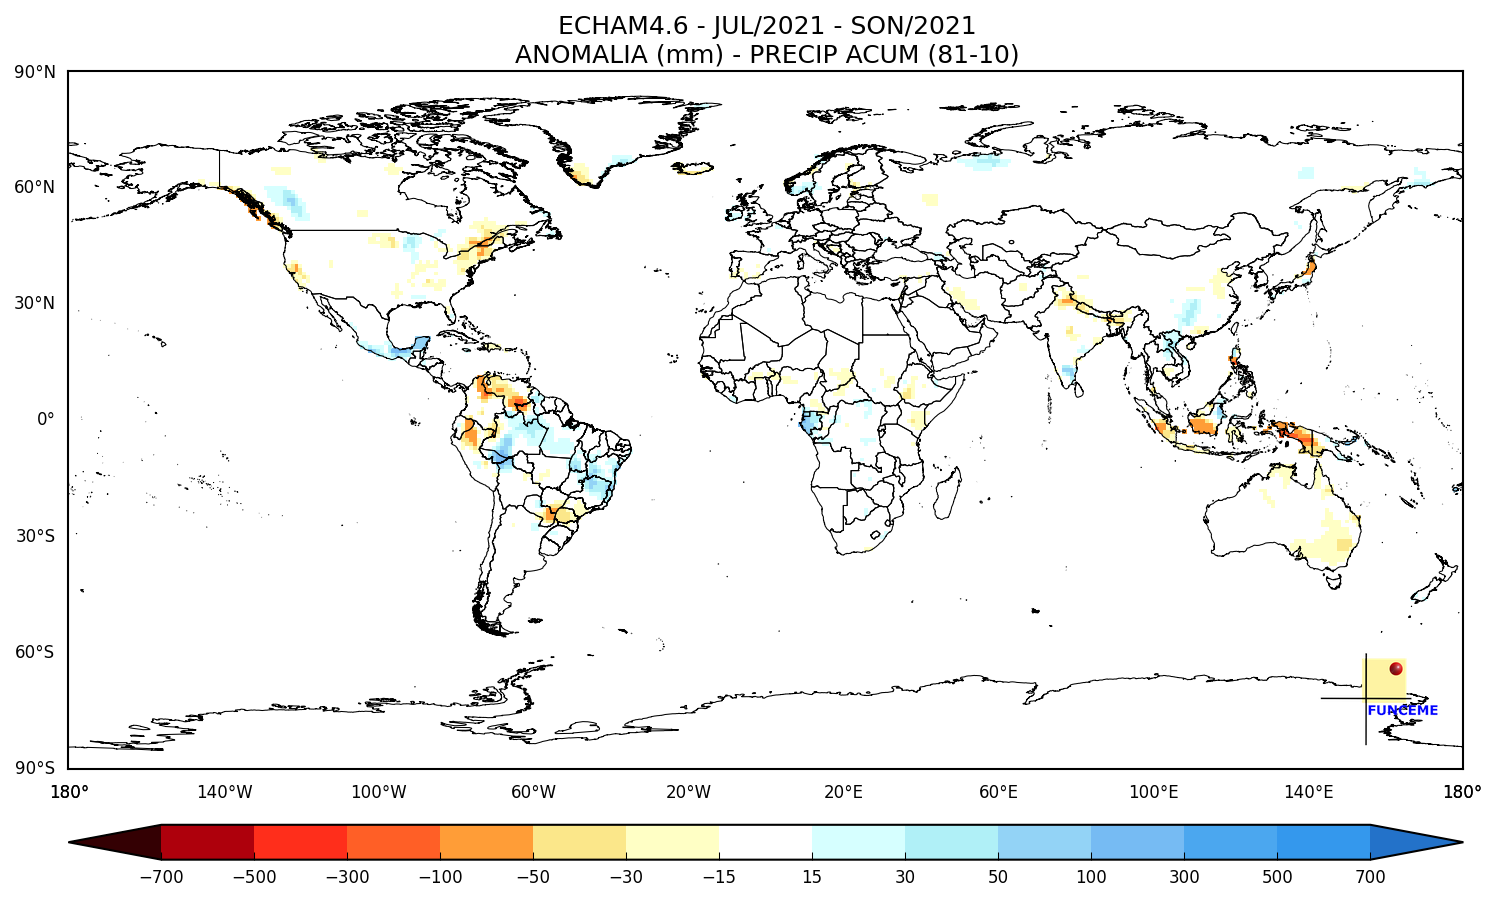 ECHAM4.6 - JUL/2021 - SON/2021
ANOMALIA (mm) - PRECIP ACUM (81-10)
90°N
60°N
30°N
0°
30°S
60°S
90°S
FUNCEME
180° 140°W 100°W 60°W 20°W 20°E 60°E 100°E 140°E 180°
−700 −500 −300 −100 −50 −30 −15 15 30 50 100 300 500 700